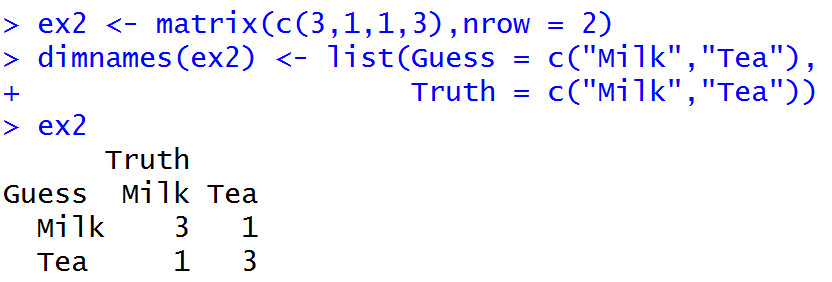 > ex2 <- matrix(c(3,1,1,3),nrow = 2)
> dimnames(ex2) <- list(Guess = c("Milk","Tea"),
+                       Truth = c("Milk","Tea"))
> ex2
      Truth
Guess  Milk Tea
  Milk    3   1
  Tea     1   3